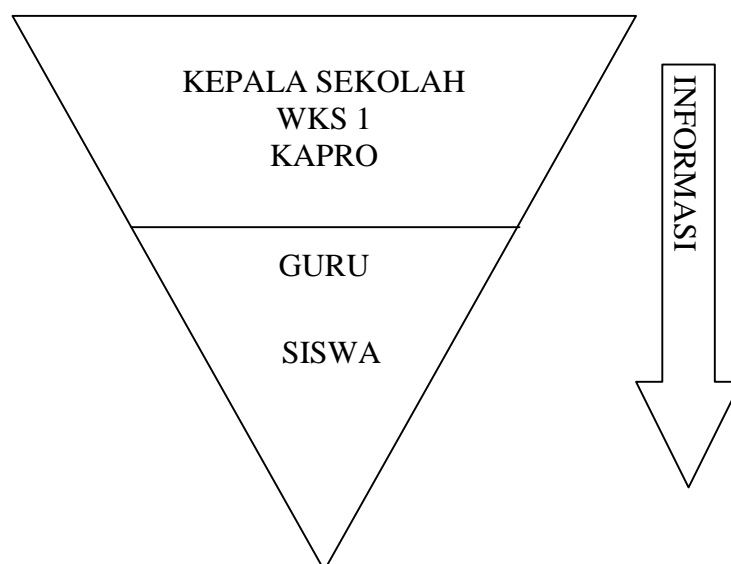 KEPALA SEKOLAH
WKS 1
KAPRO
GURU
SISWA
INFORMASI